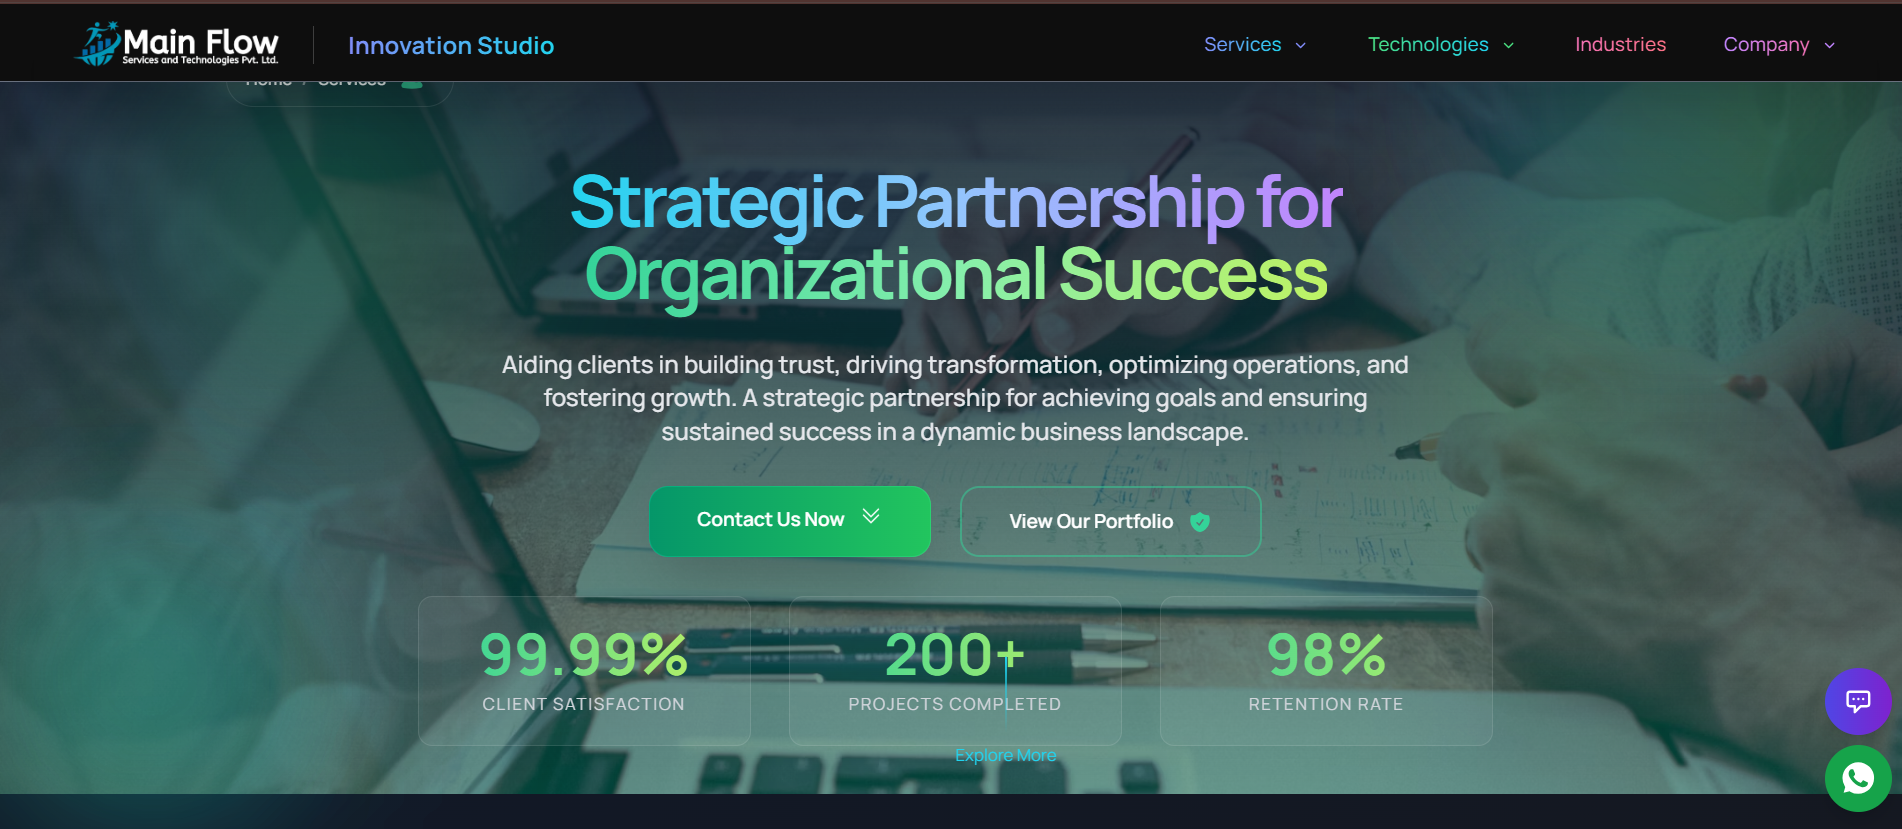 Main Flow
Services and Technologies Pvt. Ltd.
Innovation Studio
Services
Technologies
Industries
Company
Home / Services
Strategic Partnership for
Organizational Success
Aiding clients in building trust, driving transformation, optimizing operations, and
fostering growth. A strategic partnership for achieving goals and ensuring
sustained success in a dynamic business landscape.
Contact Us Now
View Our Portfolio
99.99%
CLIENT SATISFACTION
200+
PROJECTS COMPLETED
98%
RETENTION RATE
Explore More